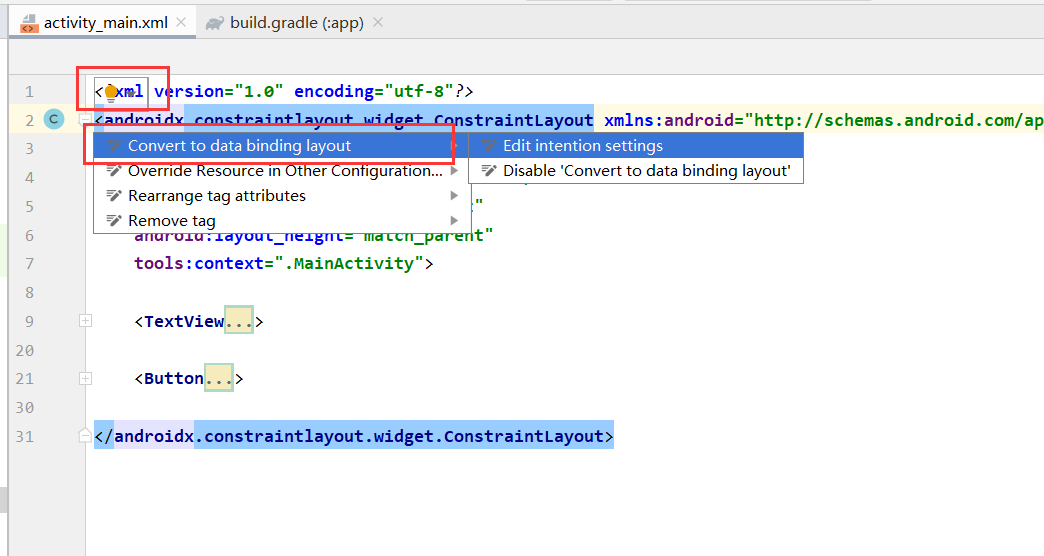 activity_main.xml
build.gradle (:app)
1 <?xml version="1.0" encoding="utf-8"?>
2 <androidx.constraintlayout.widget.ConstraintLayout xmlns:android="http://schemas.android.com/ap
Convert to data binding layout
Edit intention settings
3
Override Resource in Other Configuration...
Disable 'Convert to data binding layout'
4
Rearrange tag attributes
5 "
Remove tag
6 android:layout_height="match_parent"
7 tools:context=".MainActivity">
8
9 <TextView...>
20
21 <Button...>
30
31 </androidx.constraintlayout.widget.ConstraintLayout>